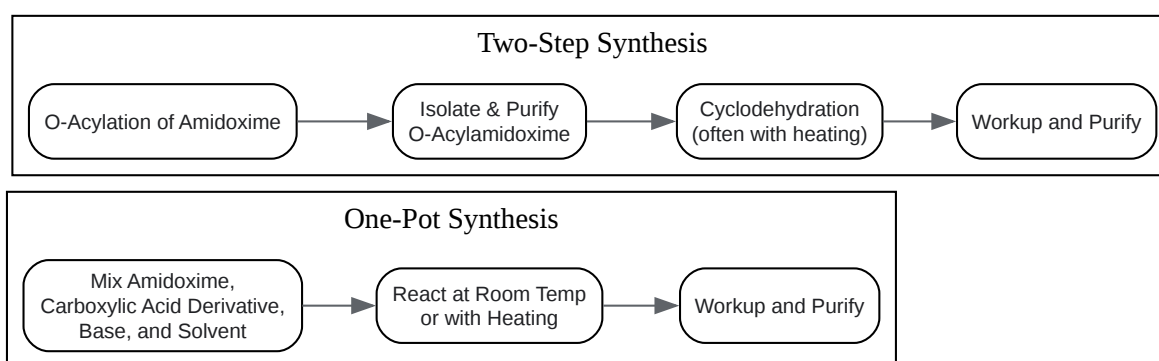 Two-Step Synthesis
O-Acylation of Amidoxime
Isolate & Purify
O-Acylamidoxime
Cyclodehydration
(often with heating)
Workup and Purify
One-Pot Synthesis
Mix Amidoxime,
Carboxylic Acid Derivative,
Base, and Solvent
React at Room Temp
or with Heating
Workup and Purify